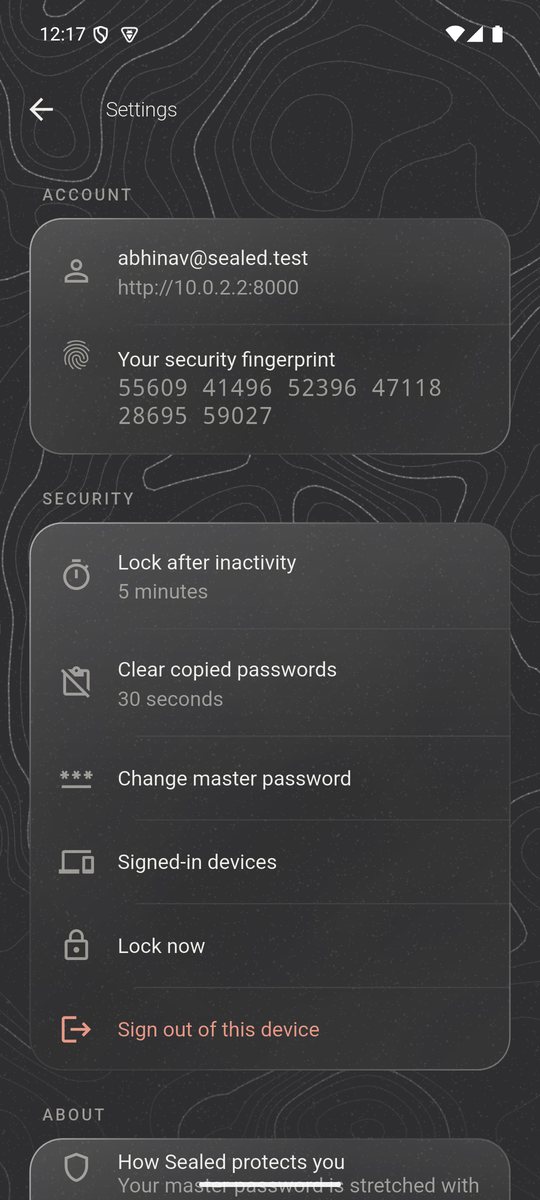 12:17
Settings
ACCOUNT
abhinav@sealed.test
http://10.0.2.2:8000
Your security fingerprint
55609 41496 52396 47118
28695 59027
SECURITY
Lock after inactivity
5 minutes
Clear copied passwords
30 seconds
Change master password
Signed-in devices
Lock now
Sign out of this device
ABOUT
How Sealed protects you
Your master password is stretched with